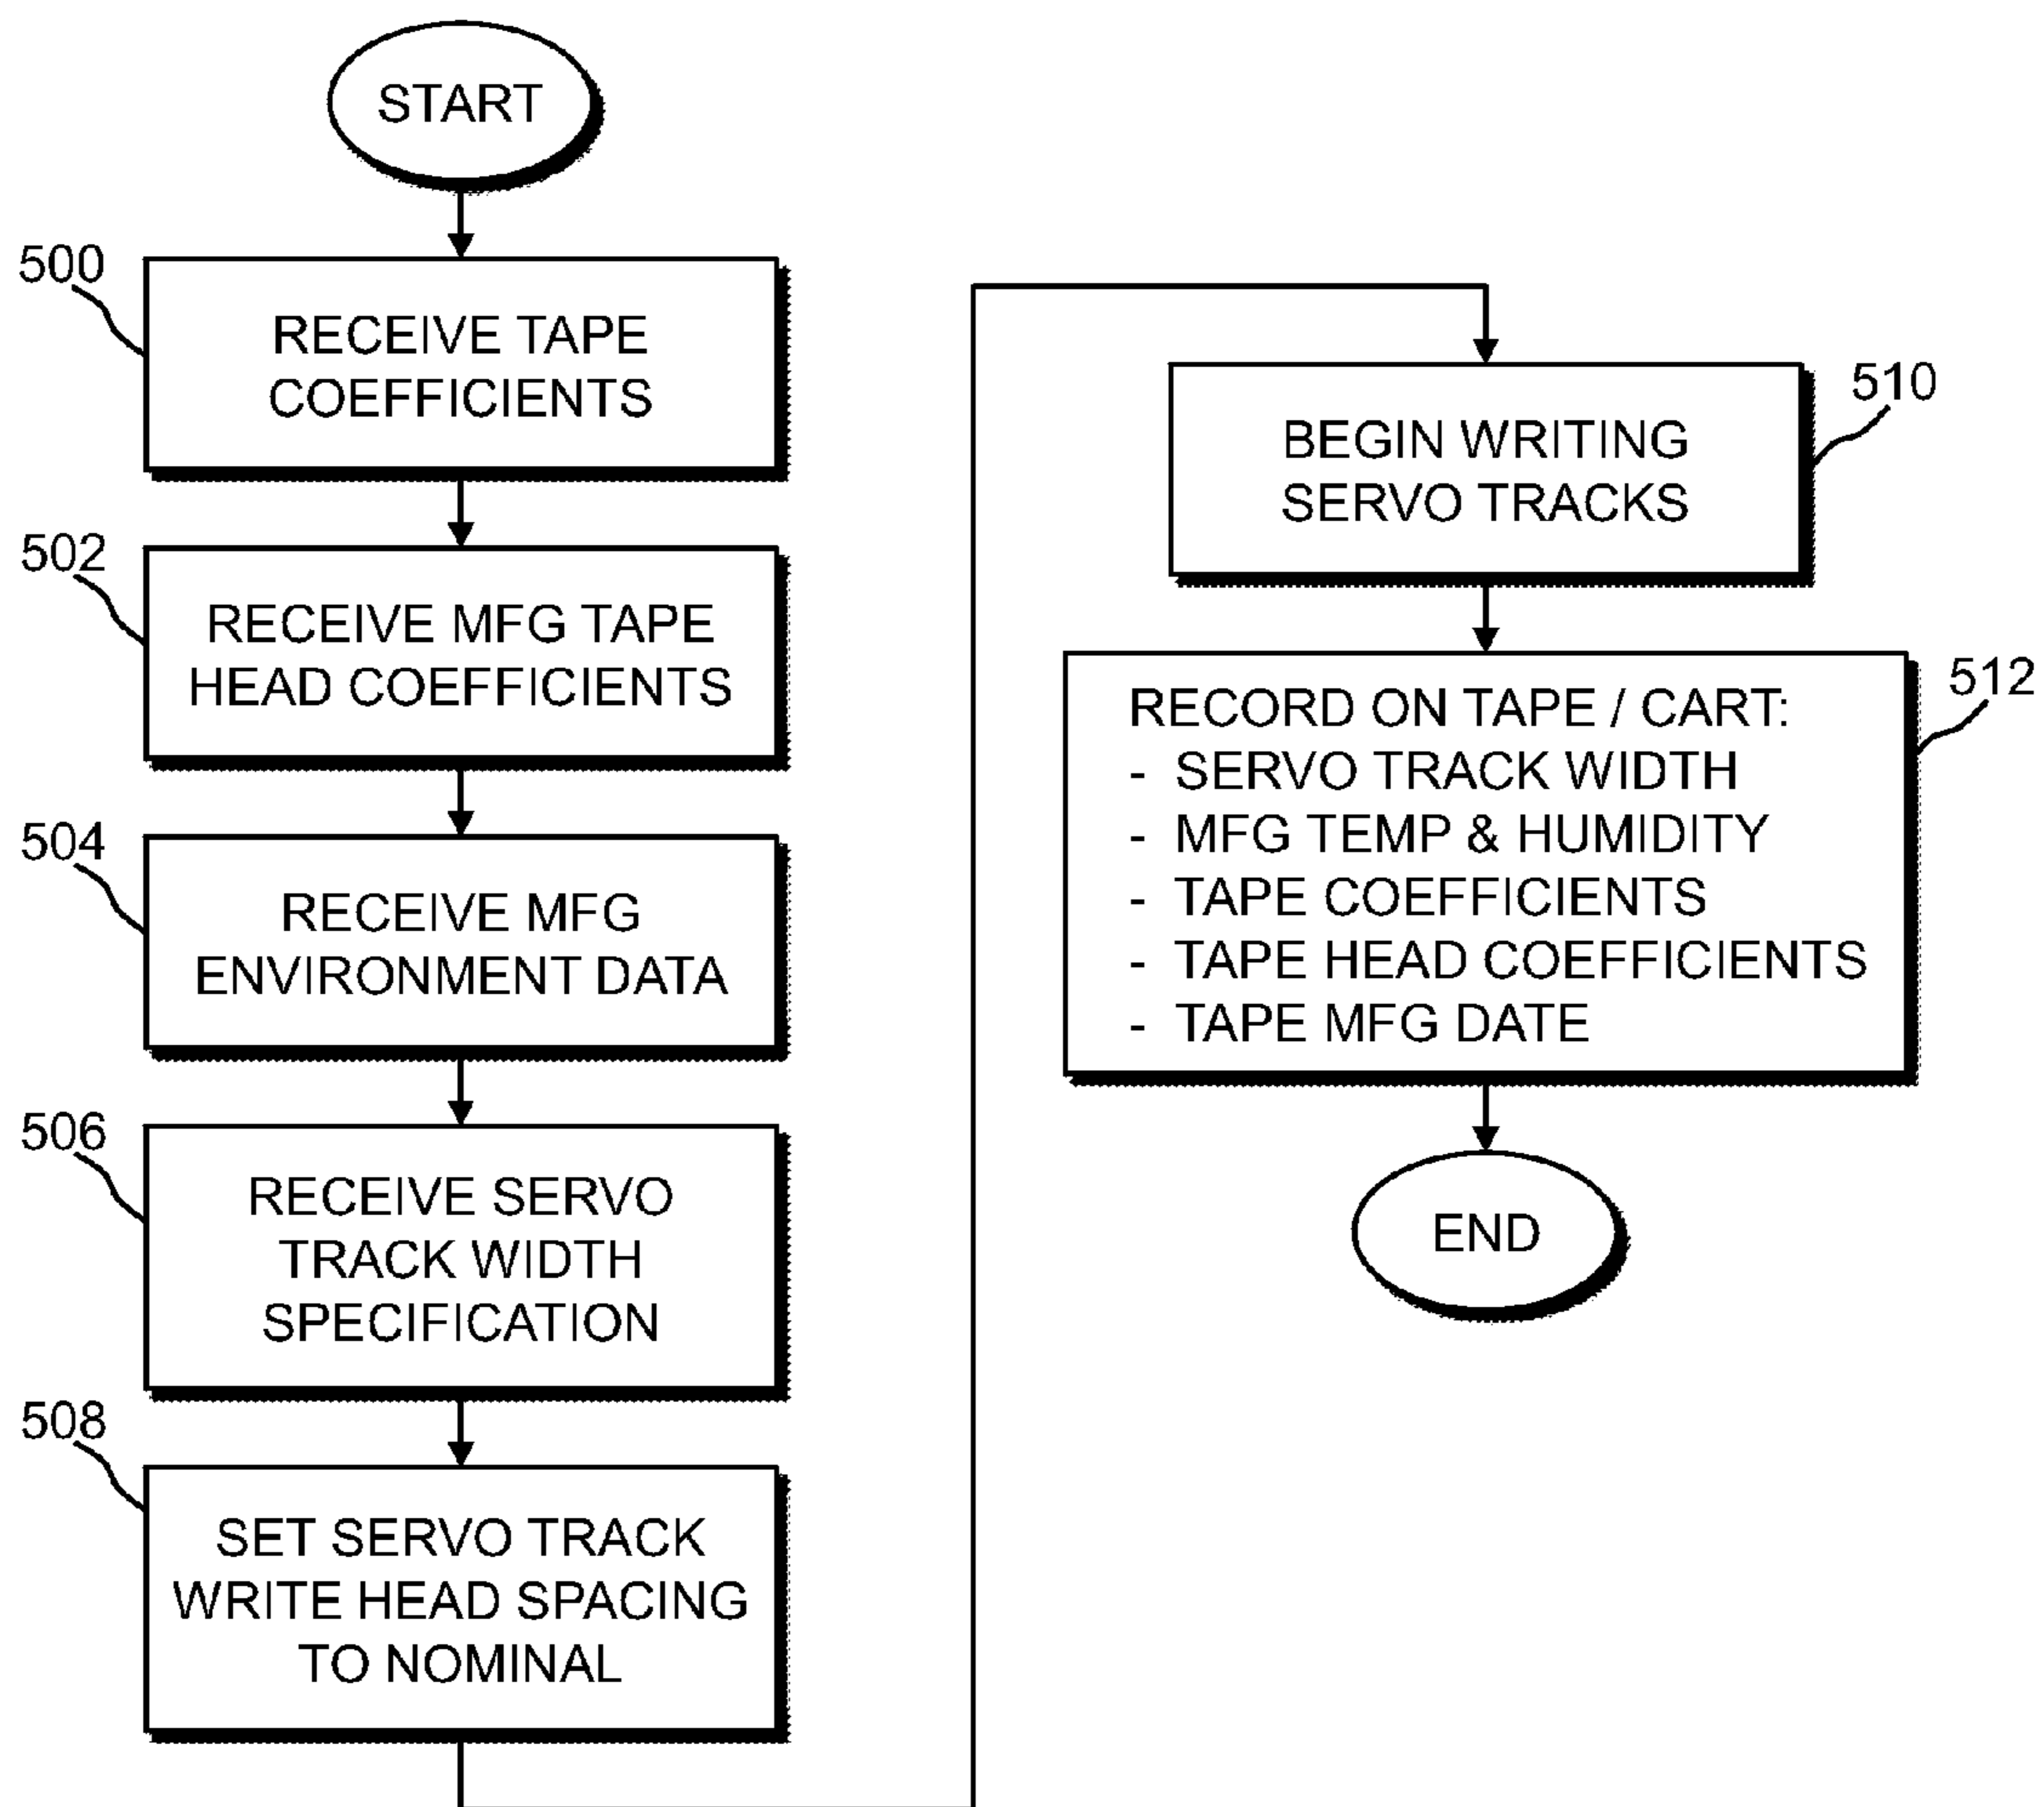 START
500
RECEIVE TAPE
COEFFICIENTS
502
RECEIVE MFG TAPE
HEAD COEFFICIENTS
504
RECEIVE MFG
ENVIRONMENT DATA
506
RECEIVE SERVO
TRACK WIDTH
SPECIFICATION
508
SET SERVO TRACK
WRITE HEAD SPACING
TO NOMINAL
510
BEGIN WRITING
SERVO TRACKS
512
RECORD ON TAPE / CART:
- SERVO TRACK WIDTH
- MFG TEMP & HUMIDITY
- TAPE COEFFICIENTS
- TAPE HEAD COEFFICIENTS
- TAPE MFG DATE
END